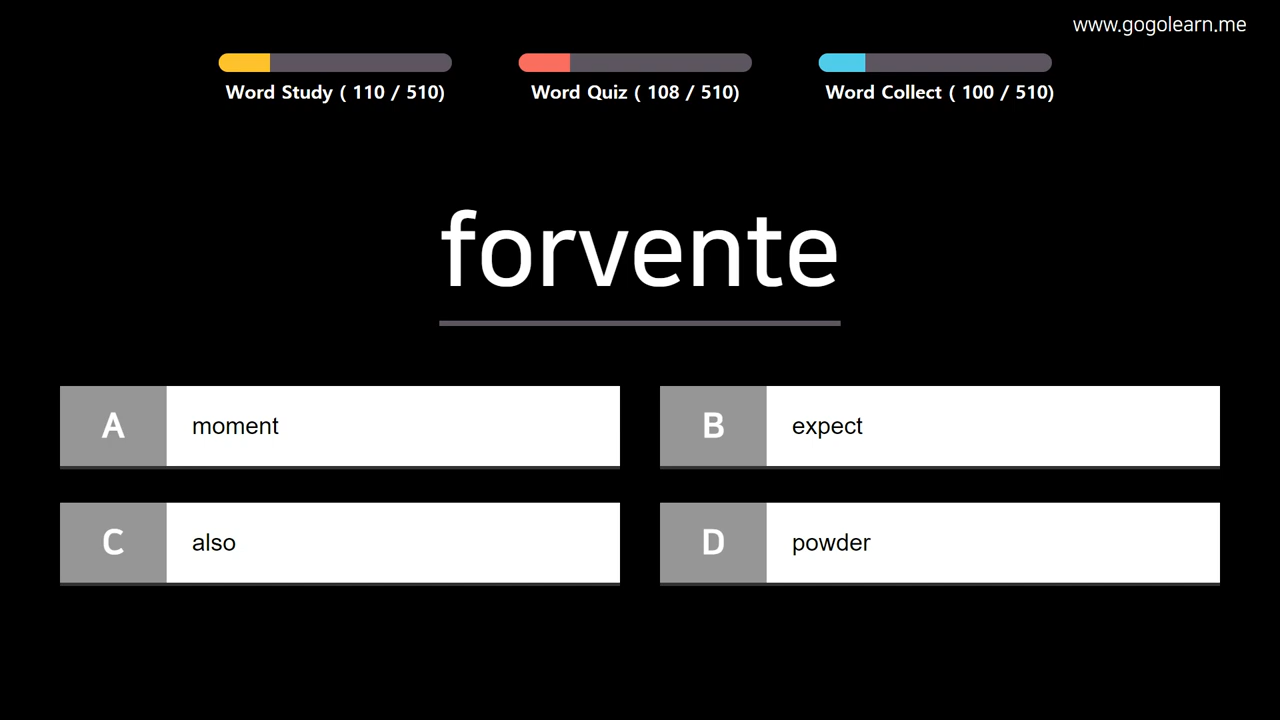 www.gogolearn.me
Word Study ( 110 / 510)
Word Quiz ( 108 / 510)
Word Collect ( 100 / 510)
forvente
A moment
B expect
C also
D powder